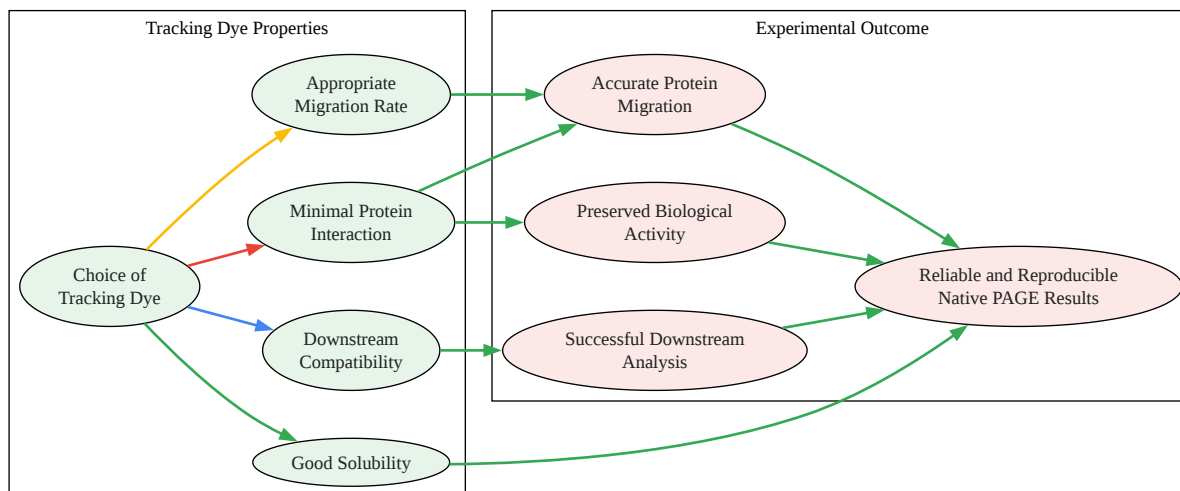 Tracking Dye Properties
Experimental Outcome
Appropriate
Migration Rate
Accurate Protein
Migration
Minimal Protein
Interaction
Preserved Biological
Activity
Choice of
Tracking Dye
Reliable and Reproducible
Native PAGE Results
Downstream
Compatibility
Successful Downstream
Analysis
Good Solubility